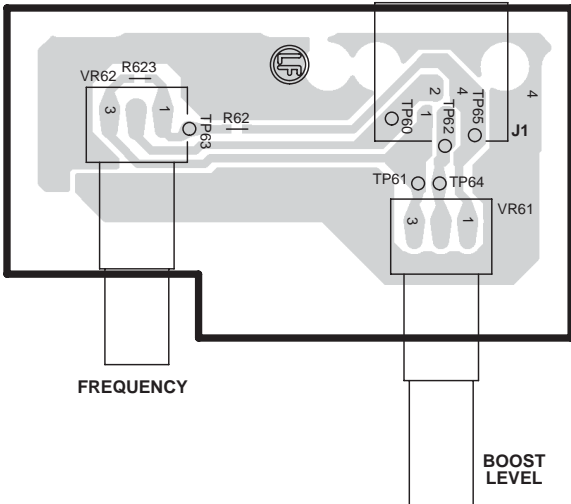 LF
R623
VR62
3
1
TP63
R62
TP60
2
1
4
TP62
TP65
4
J1
TP61
TP64
VR61
3
1
FREQUENCY
BOOST
LEVEL